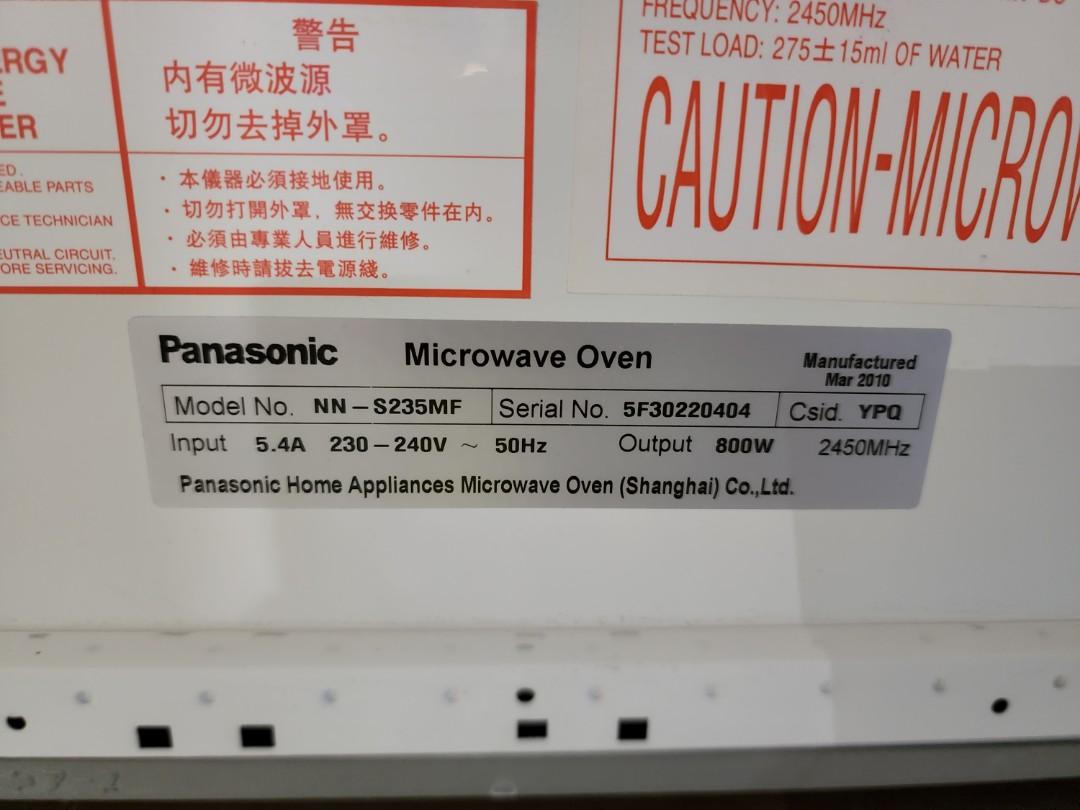 ERGY
E
ER
ED.
EABLE PARTS
CE TECHNICIAN
EUTRAL CIRCUIT.
ORE SERVICING.
警告
内有微波源
切勿去掉外罩。
· 本儀器必須接地使用。
· 切勿打開外罩，無交換零件在内。
· 必須由專業人員進行維修。
· 維修時請拔去電源綫。
FREQUENCY: 2450MHz
TEST LOAD: 275±15ml OF WATER
CAUTION-MICROW
Panasonic Microwave Oven Manufactured
Mar 2010
Model No. NN-S235MF Serial No. 5F30220404 Csid. YPQ
Input 5.4A 230-240V ~ 50Hz Output 800W 2450MHz
Panasonic Home Appliances Microwave Oven (Shanghai) Co.,Ltd.